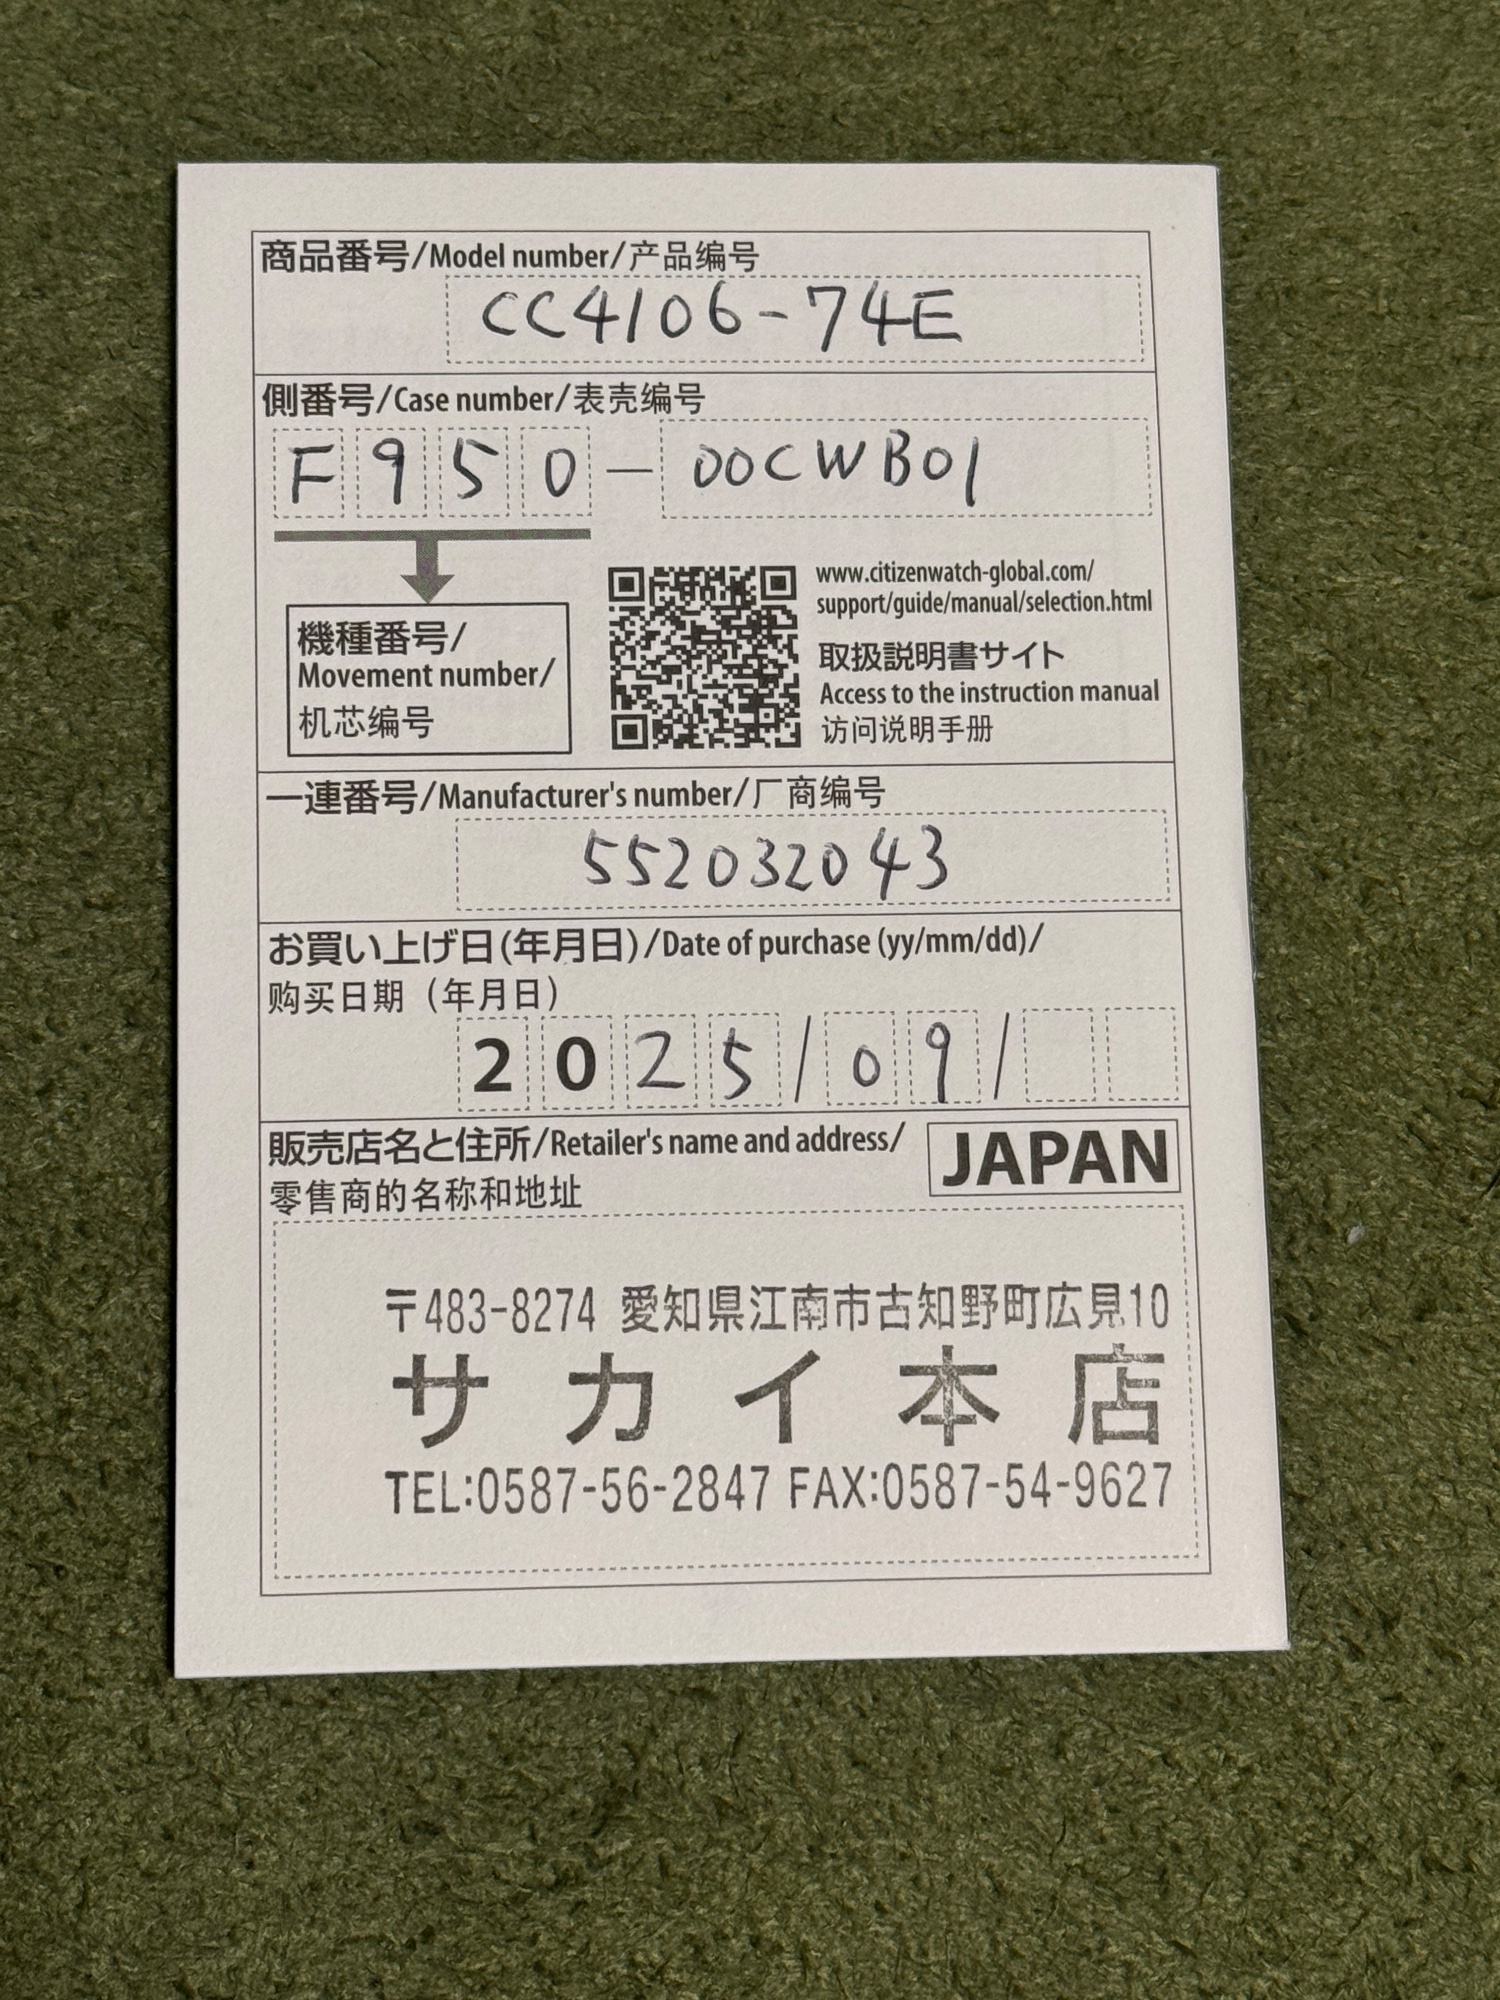 商品番号/Model number/产品编号
CC4106-74E
側番号/Case number/表壳编号
F950-00CWB01
www.citizenwatch-global.com/
support/guide/manual/selection.html
機種番号/
Movement number/
机芯编号
取扱説明書サイト
Access to the instruction manual
访问说明手册
一連番号/Manufacturer's number/厂商编号
552032043
お買い上げ日(年月日)/Date of purchase (yy/mm/dd)/
购买日期（年月日）
2025/09/
販売店名と住所/Retailer's name and address/
零售商的名称和地址
JAPAN
〒483-8274 愛知県江南市古知野町広見10
サカイ本店
TEL:0587-56-2847 FAX:0587-54-9627